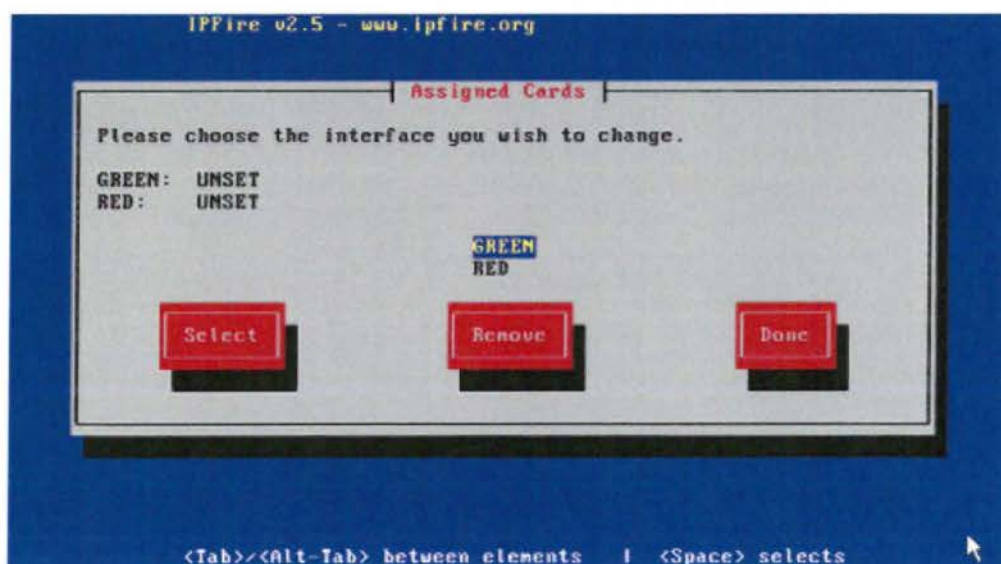 IPFire v2.5 - www.ipfire.org
Assigned Cards
Please choose the interface you wish to change.
GREEN: UNSET
RED: UNSET
GREEN
RED
Select Remove Done
<Tab>/<Alt-Tab> between elements | <Space> selects